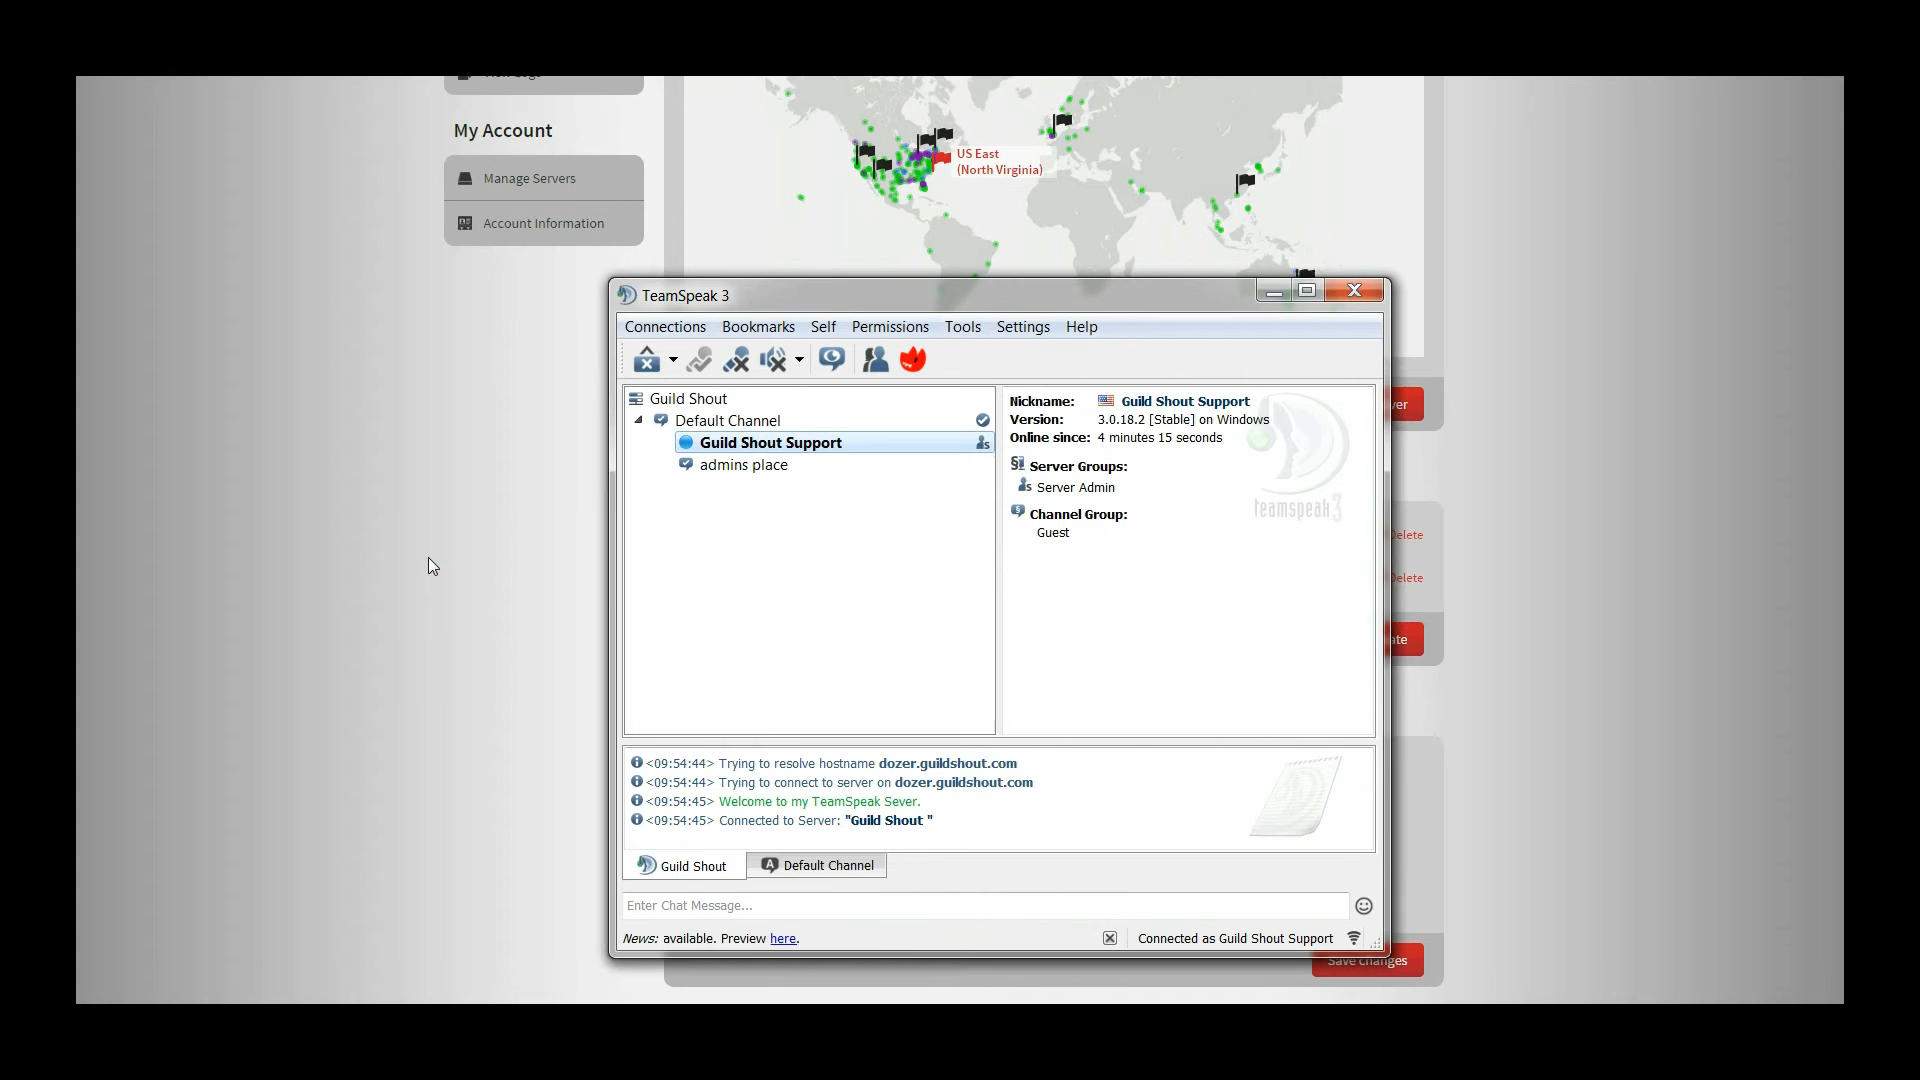 My Account
Manage Servers
Account Information
US East
(North Virginia)
TeamSpeak 3
Connections Bookmarks Self Permissions Tools Settings Help
Guild Shout
Default Channel
Guild Shout Support
admins place
Nickname: Guild Shout Support
Version: 3.0.18.2 [Stable] on Windows
Online since: 4 minutes 15 seconds
Server Groups:
Server Admin
Channel Group:
Guest
teamspeak 3
Delete
Delete
<09:54:44> Trying to resolve hostname dozer.guildshout.com
<09:54:44> Trying to connect to server on dozer.guildshout.com
<09:54:45> Welcome to my TeamSpeak Sever.
<09:54:45> Connected to Server: "Guild Shout "
Guild Shout Default Channel
Enter Chat Message...
News: available. Preview here. Connected as Guild Shout Support
Save changes